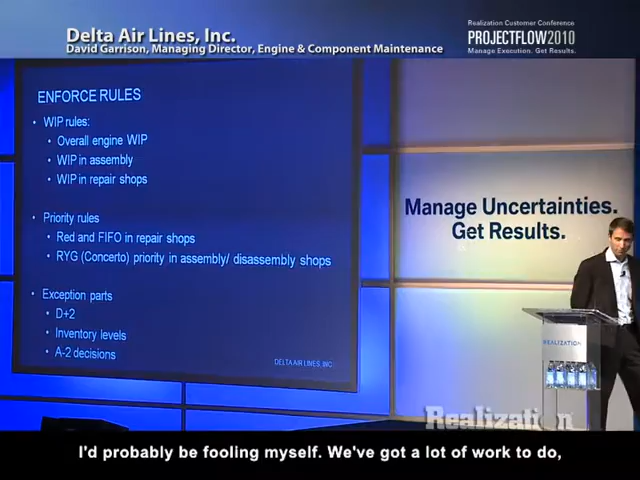 Delta Air Lines, Inc.
David Garrison, Managing Director, Engine & Component Maintenance
Realization Customer Conference
PROJECTFLOW2010
Manage Execution. Get Results.
ENFORCE RULES
• WIP rules:
• Overall engine WIP
• WIP in assembly
• WIP in repair shops
• Priority rules
• Red and FIFO in repair shops
• RYG (Concerto) priority in assembly/ disassembly shops
• Exception parts
• D+2
• Inventory levels
• A-2 decisions
DELTA AIR LINES, INC
Manage Uncertainties.
Get Results.
REALIZATION
Realization
I'd probably be fooling myself. We've got a lot of work to do,